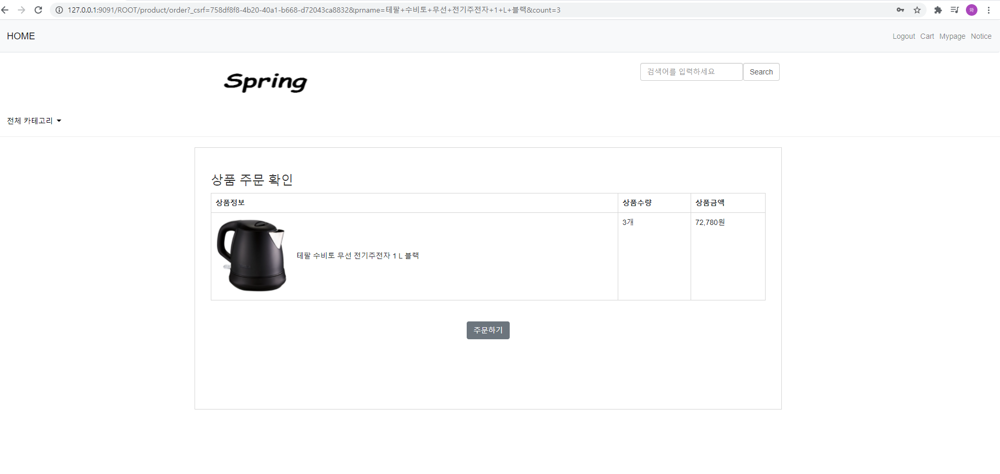 127.0.0.1:9091/ROOT/product/order?_csrf=758df8f8-4b20-40a1-b668-d72043ca8832&prname=테팔+수비토+무선+전기주전자+1+L+블랙&count=3
와
HOME
Logout Cart Mypage Notice
Spring
검색어를 입력하세요 Search
전체 카테고리
상품 주문 확인
상품정보 상품수량 상품금액
3개 72,780원
테팔 수비토 무선 전기주전자 1 L 블랙
주문하기